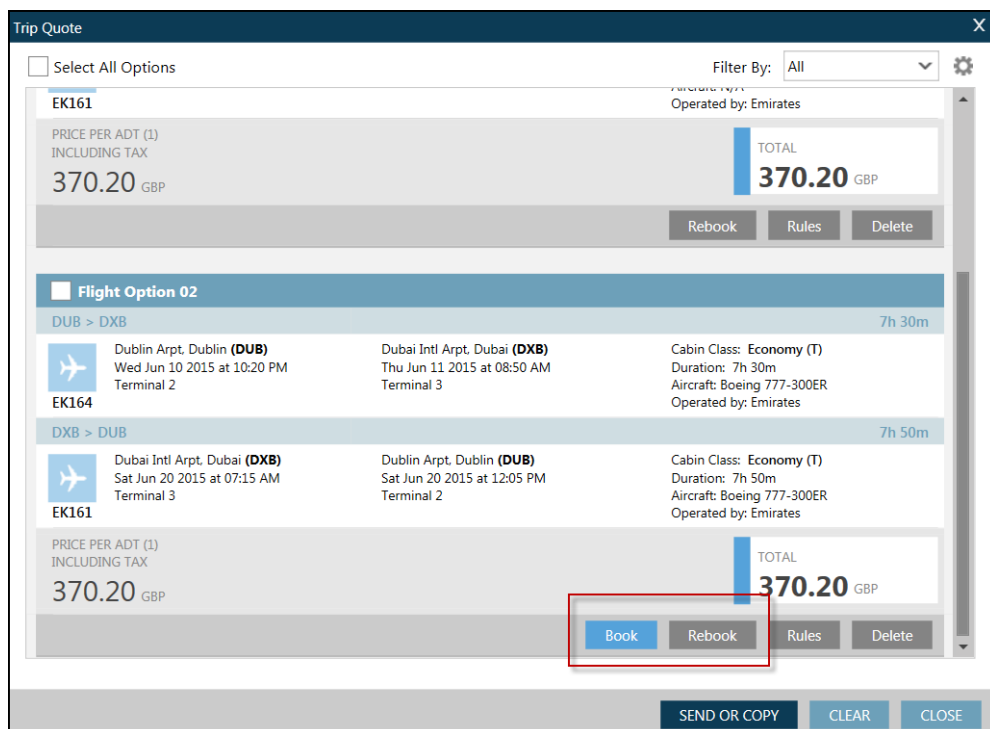 Trip Quote X
Select All Options Filter By: All
Aircraft: N/A
EK161 Operated by: Emirates
PRICE PER ADT (1)
INCLUDING TAX
370.20 GBP
TOTAL
370.20 GBP
Rebook Rules Delete
Flight Option 02
DUB > DXB 7h 30m
Dublin Arpt, Dublin (DUB) Dubai Intl Arpt, Dubai (DXB) Cabin Class: Economy (T)
Wed Jun 10 2015 at 10:20 PM Thu Jun 11 2015 at 08:50 AM Duration: 7h 30m
Terminal 2 Terminal 3 Aircraft: Boeing 777-300ER
EK164 Operated by: Emirates
DXB > DUB 7h 50m
Dubai Intl Arpt, Dubai (DXB) Dublin Arpt, Dublin (DUB) Cabin Class: Economy (T)
Sat Jun 20 2015 at 07:15 AM Sat Jun 20 2015 at 12:05 PM Duration: 7h 50m
Terminal 3 Terminal 2 Aircraft: Boeing 777-300ER
EK161 Operated by: Emirates
PRICE PER ADT (1)
INCLUDING TAX
370.20 GBP
TOTAL
370.20 GBP
Book Rebook Rules Delete
SEND OR COPY CLEAR CLOSE